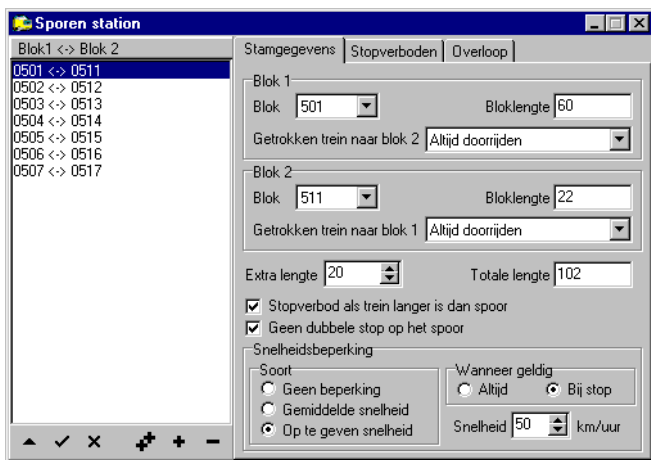 Sporen station
Blok1 <-> Blok 2
0501 <-> 0511
0502 <-> 0512
0503 <-> 0513
0504 <-> 0514
0505 <-> 0515
0506 <-> 0516
0507 <-> 0517
Stamgegevens Stopverboden Overloop
Blok 1
Blok 501 Bloklengte 60
Getrokken trein naar blok 2 Altijd doorrijden
Blok 2
Blok 511 Bloklengte 22
Getrokken trein naar blok 1 Altijd doorrijden
Extra lengte 20 Totale lengte 102
Stopverbod als trein langer is dan spoor
Geen dubbele stop op het spoor
Snelheidsbeperking
Soort
Geen beperking
Gemiddelde snelheid
Op te geven snelheid
Wanneer geldig
Altijd Bij stop
Snelheid 50 km/uur